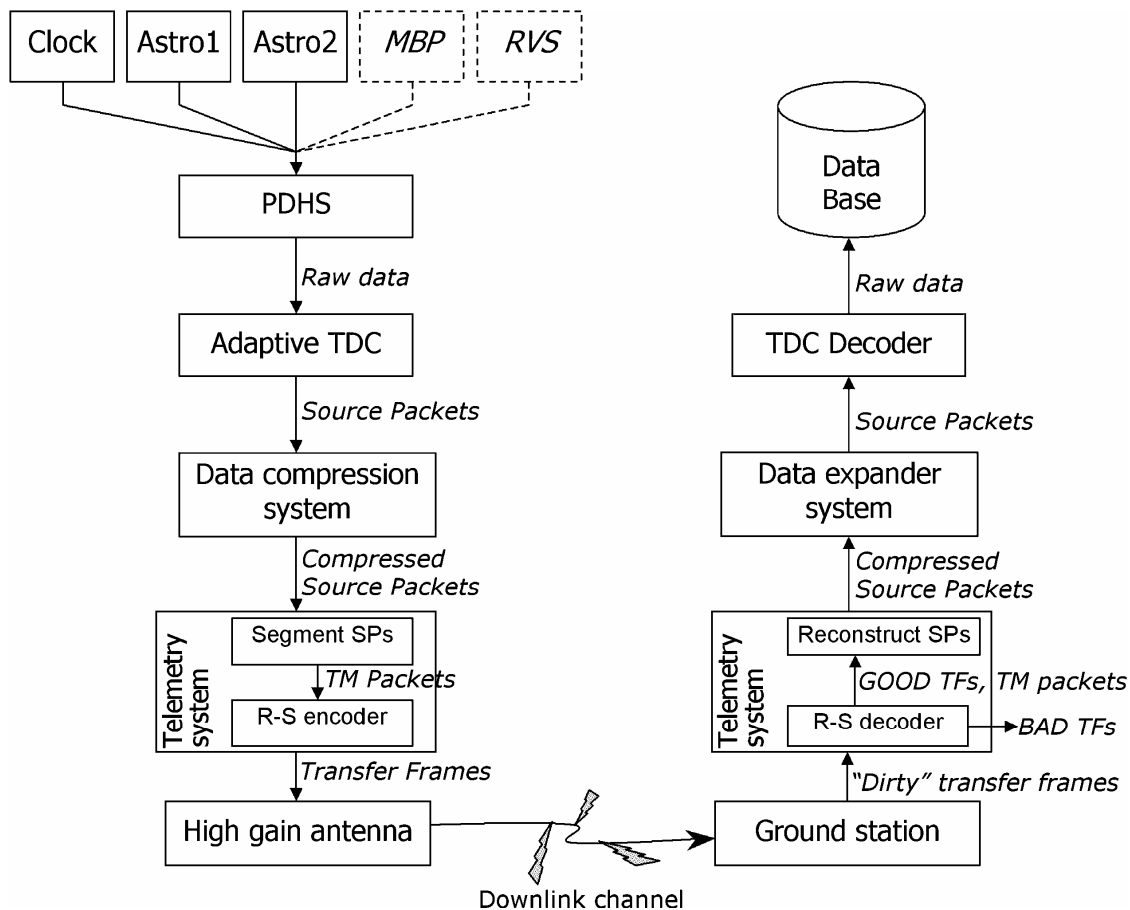 Clock
Astro1
Astro2
MBP
RVS
PDHS
Raw data
Adaptive TDC
Source Packets
Data compression
system
Compressed
Source Packets
Telemetry
system
Segment SPs
TM Packets
R-S encoder
Transfer Frames
High gain antenna
Downlink channel
Data
Base
Raw data
TDC Decoder
Source Packets
Data expander
system
Compressed
Source Packets
Telemetry
system
Reconstruct SPs
GOOD TFs, TM packets
R-S decoder
BAD TFs
“Dirty” transfer frames
Ground station